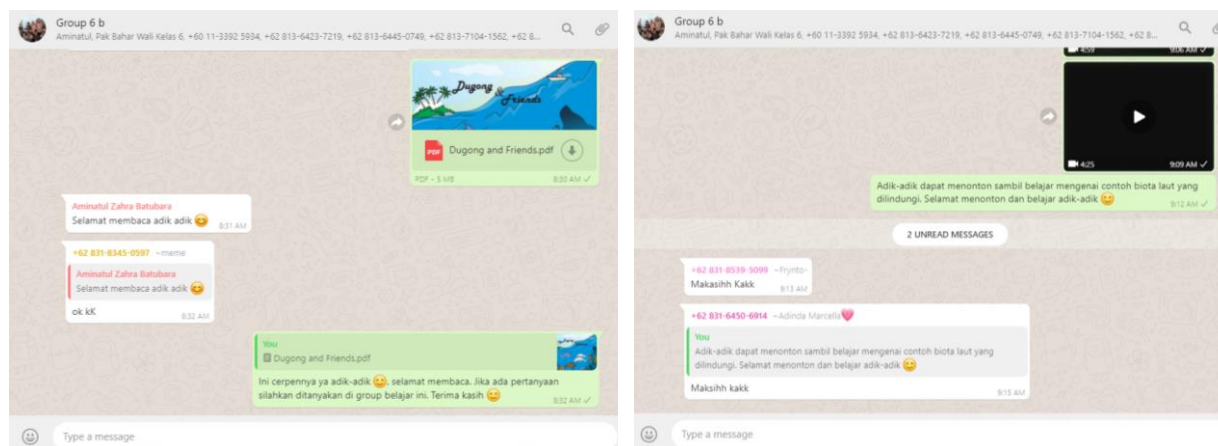 Group 6 b
Aminatul, Pak Bahar Wali Kelas 6, +60 11-3392 5934, +62 813-6423-7219, +62 813-6445-0749, +62 813-7104-1562, +62 8...
Dugong & Friends
PDF
Dugong and Friends.pdf
PDF • 5 MB
8:30 AM
Aminatul Zahra Batubara
Selamat membaca adik adik 😊
8:31 AM
+62 831-8345-0597 ~meme
Aminatul Zahra Batubara
Selamat membaca adik adik 😊
ok kK
8:32 AM
You
Dugong and Friends.pdf
Ini cerpennya ya adik-adik 😊, selamat membaca. Jika ada pertanyaan
silahkan ditanyakan di group belajar ini. Terima kasih 😊
8:32 AM
Type a message
Group 6 b
Aminatul, Pak Bahar Wali Kelas 6, +60 11-3392 5934, +62 813-6423-7219, +62 813-6445-0749, +62 813-7104-1562, +62 8...
4:59
9:06 AM
4:25
9:09 AM
Adik-adik dapat menonton sambil belajar mengenai contoh biota laut yang
dilindungi. Selamat menonton dan belajar adik-adik 😊
9:12 AM
2 UNREAD MESSAGES
+62 831-8539-5099 ~Frynto-
Makasihh Kakk
9:13 AM
+62 831-6450-6914 ~Adinda Marcella💗
You
Adik-adik dapat menonton sambil belajar mengenai contoh biota laut yang
dilindungi. Selamat menonton dan belajar adik-adik 😊
Maksihh kakk
9:15 AM
Type a message